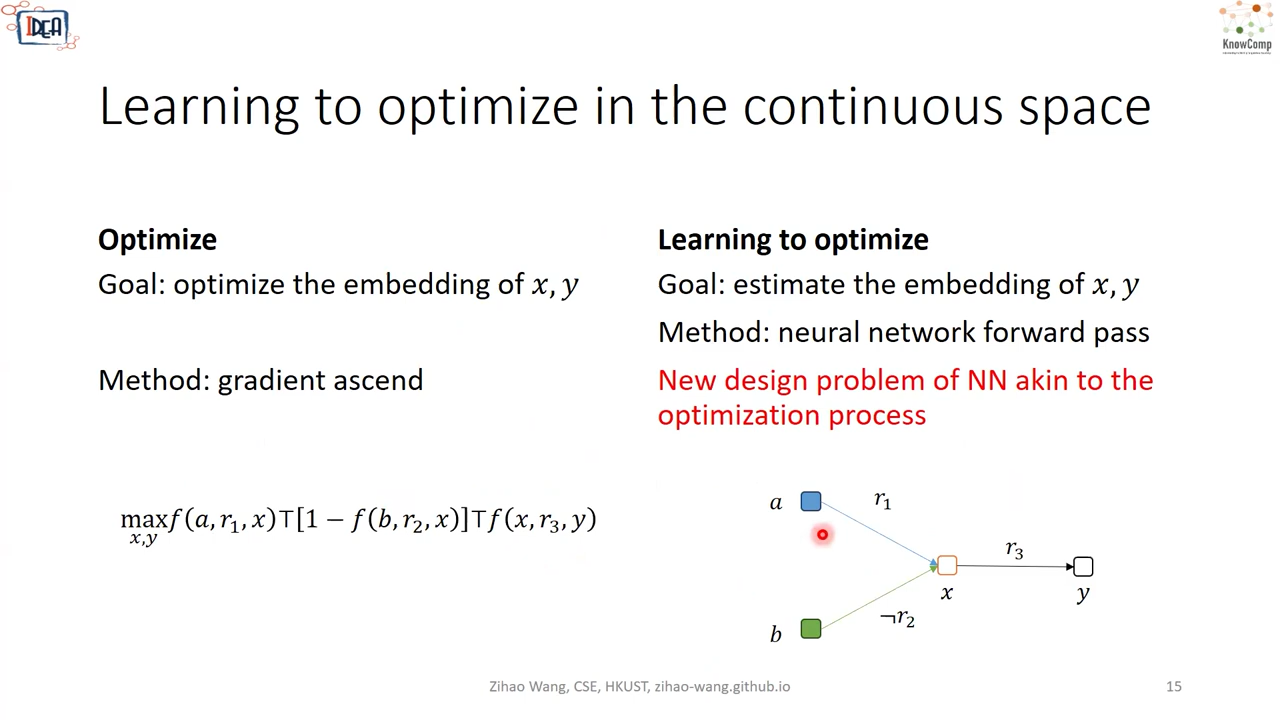 IDEA
KnowComp
Learning to optimize in the continuous space
Optimize
Goal: optimize the embedding of x, y
Method: gradient ascend
max f(a, r₁, x)⊤[1 − f(b, r₂, x)]⊤f(x, r₃, y)
x,y
Learning to optimize
Goal: estimate the embedding of x, y
Method: neural network forward pass
New design problem of NN akin to the
optimization process
a
r₁
r₃
x
y
¬r₂
b
Zihao Wang, CSE, HKUST, zihao-wang.github.io
15